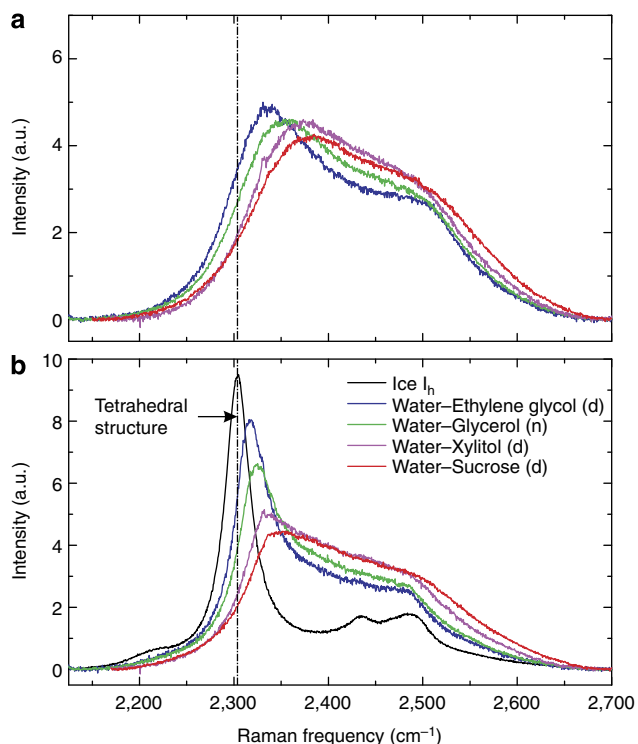 a
6
4
2
0
Intensity (a.u.)
b
10
8
6
4
2
0
Intensity (a.u.)
Tetrahedral
structure
Ice Iₕ
Water–Ethylene glycol (d)
Water–Glycerol (n)
Water–Xylitol (d)
Water–Sucrose (d)
2,200 2,300 2,400 2,500 2,600 2,700
Raman frequency (cm⁻¹)